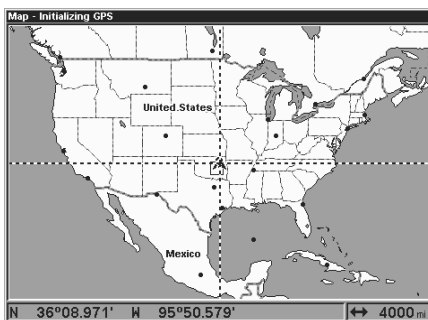 Map - Initializing GPS
United States
Mexico
N 36°08.971' W 95°50.579' ↔ 4000 mi